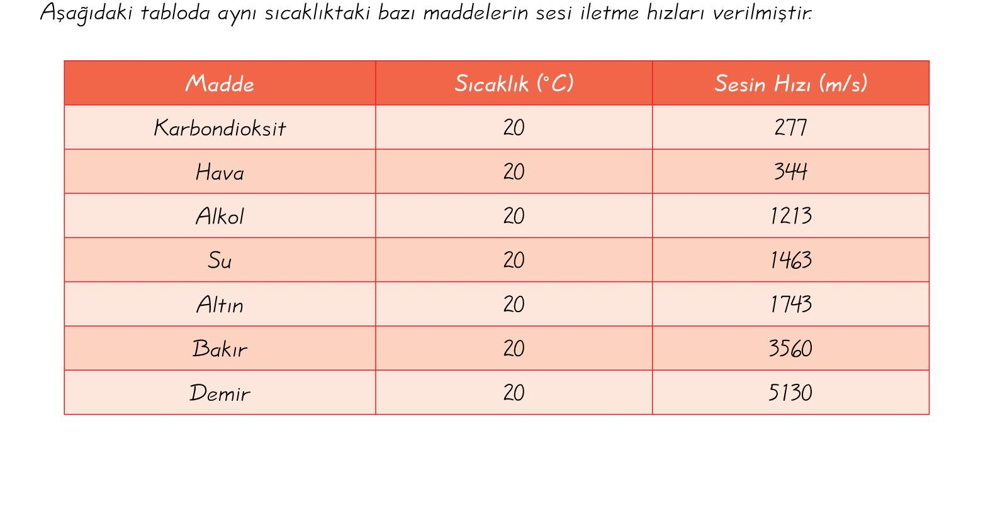 Aşağıdaki tabloda aynı sıcaklıktaki bazı maddelerin sesi iletme hızları verilmiştir.
Madde Sıcaklık (°C) Sesin Hızı (m/s)
Karbondioksit 20 277
Hava 20 344
Alkol 20 1213
Su 20 1463
Altın 20 1743
Bakır 20 3560
Demir 20 5130